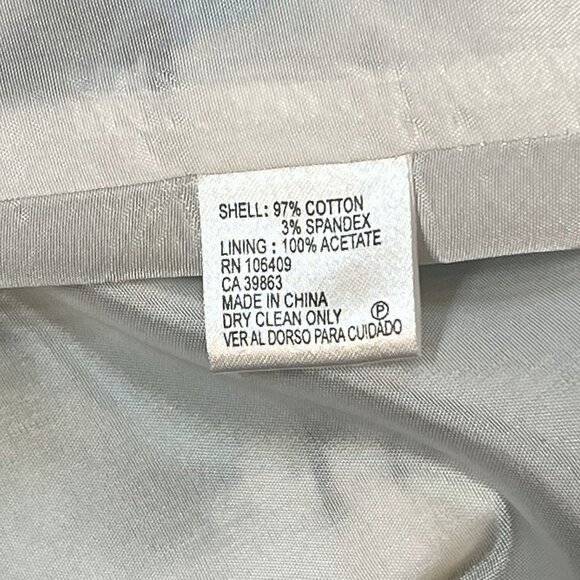 SHELL: 97% COTTON
3% SPANDEX
LINING : 100% ACETATE
RN 106409
CA 39863
MADE IN CHINA
DRY CLEAN ONLY Ⓟ
VER AL DORSO PARA CUIDADO